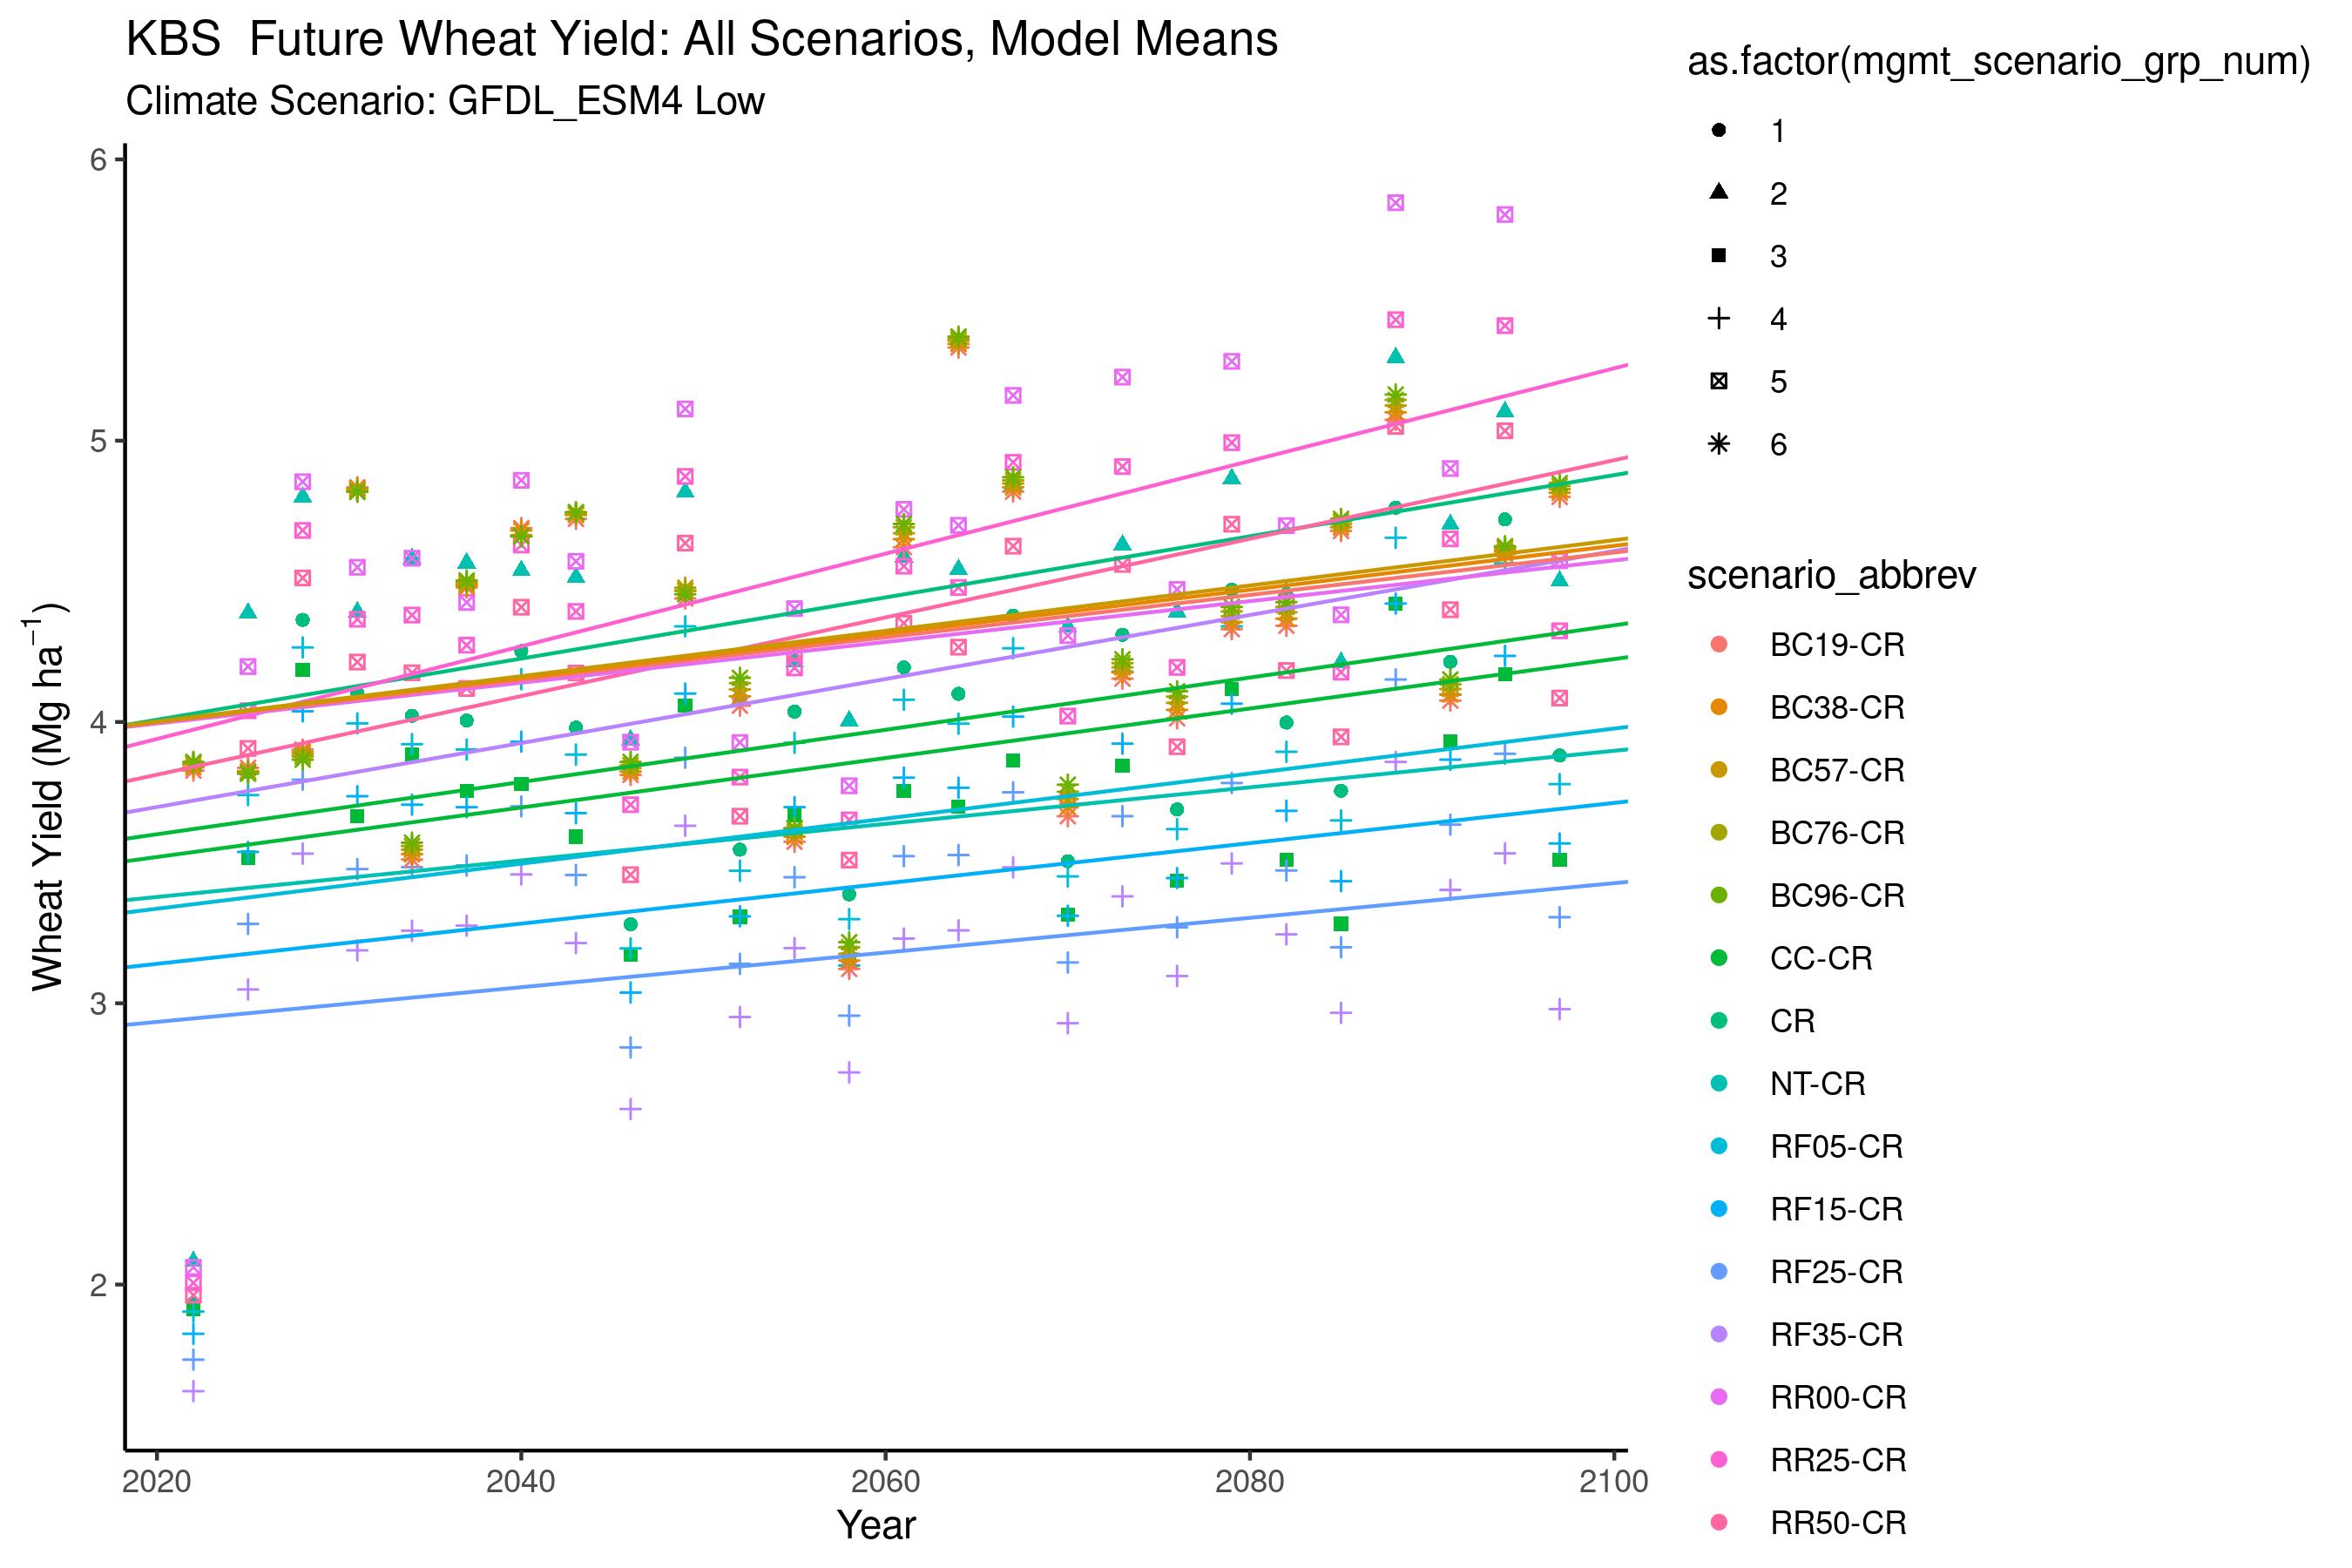 KBS  Future Wheat Yield: All Scenarios, Model Means
Climate Scenario: GFDL_ESM4 Low
Wheat Yield (Mg ha⁻¹)
6
5
4
3
2
2020
2040
2060
2080
2100
Year
as.factor(mgmt_scenario_grp_num)
1
2
3
4
5
6
scenario_abbrev
BC19-CR
BC38-CR
BC57-CR
BC76-CR
BC96-CR
CC-CR
CR
NT-CR
RF05-CR
RF15-CR
RF25-CR
RF35-CR
RR00-CR
RR25-CR
RR50-CR